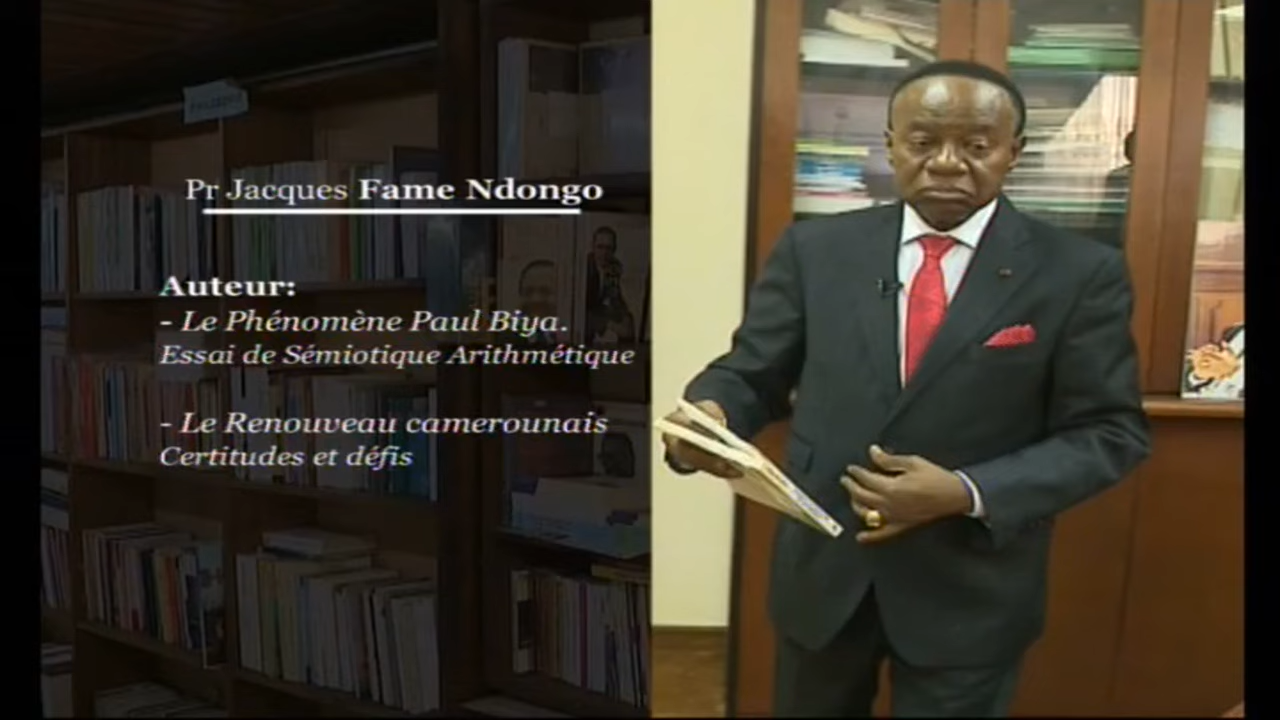 Pr Jacques Fame Ndongo
Auteur:
- Le Phénomène Paul Biya.
Essai de Sémiotique Arithmétique
- Le Renouveau camerounais
Certitudes et défis